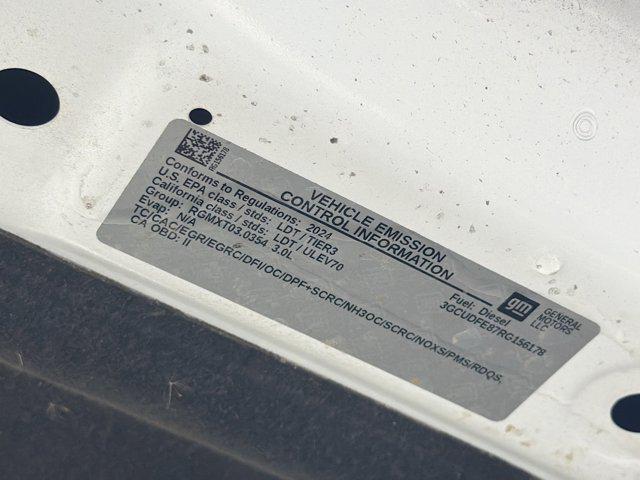 RG156178
VEHICLE EMISSION
CONTROL INFORMATION
Conforms to Regulations: 2024
U.S. EPA class / stds: LDT / TIER3
California class / stds: LDT / ULEV70
Group: RGMXT03.0354 3.0L
Evap: N/A
TC/CAC/EGR/EGRC/DFI/OC/DPF+SCRC/NH3OC/SCRC/NOXS/PMS/RDQS,
CA OBD: II
Fuel: Diesel
3GCUDFE87RG156178
gm
GENERAL
MOTORS
LLC